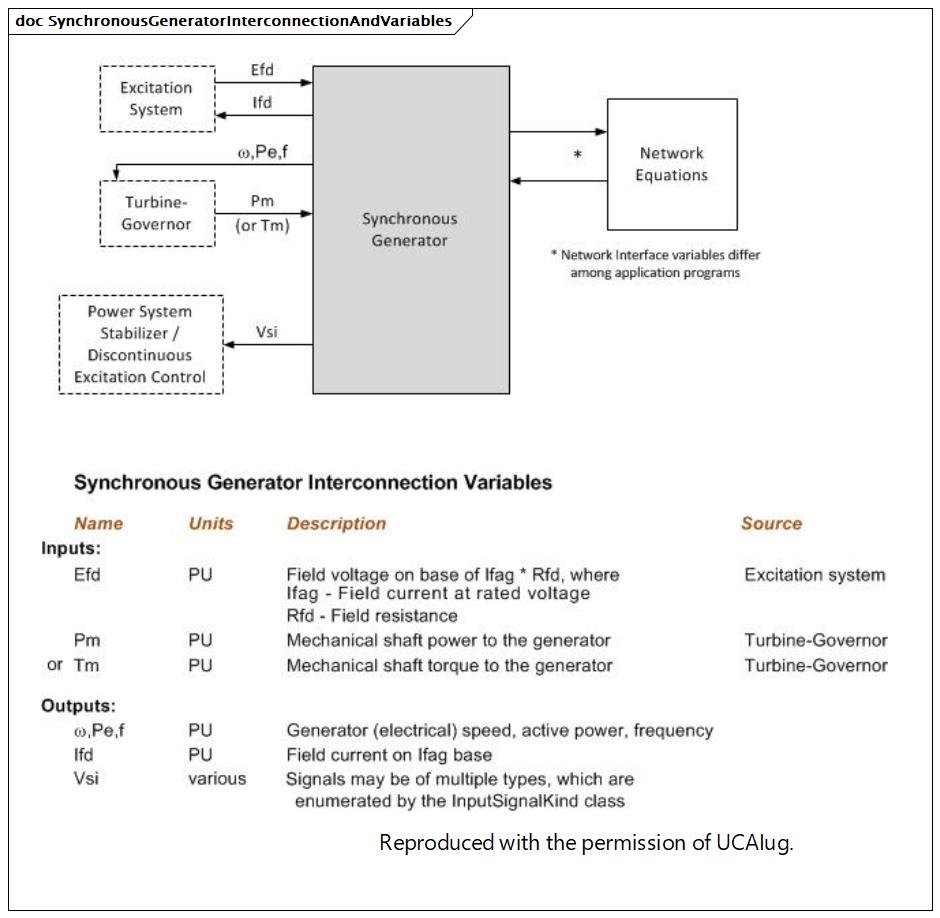 doc SynchronousGeneratorInterconnectionAndVariables
Excitation
System
Efd
Ifd
ω,Pe,f
Turbine-
Governor
Pm
(or Tm)
Power System
Stabilizer /
Discontinuous
Excitation Control
Vsi
Synchronous
Generator
*
Network
Equations
* Network Interface variables differ
among application programs
Synchronous Generator Interconnection Variables
Name Units Description Source
Inputs:
Efd PU Field voltage on base of Ifag * Rfd, where Excitation system
Ifag - Field current at rated voltage
Rfd - Field resistance
Pm PU Mechanical shaft power to the generator Turbine-Governor
or Tm PU Mechanical shaft torque to the generator Turbine-Governor
Outputs:
ω,Pe,f PU Generator (electrical) speed, active power, frequency
Ifd PU Field current on Ifag base
Vsi various Signals may be of multiple types, which are
enumerated by the InputSignalKind class
Reproduced with the permission of UCAIug.